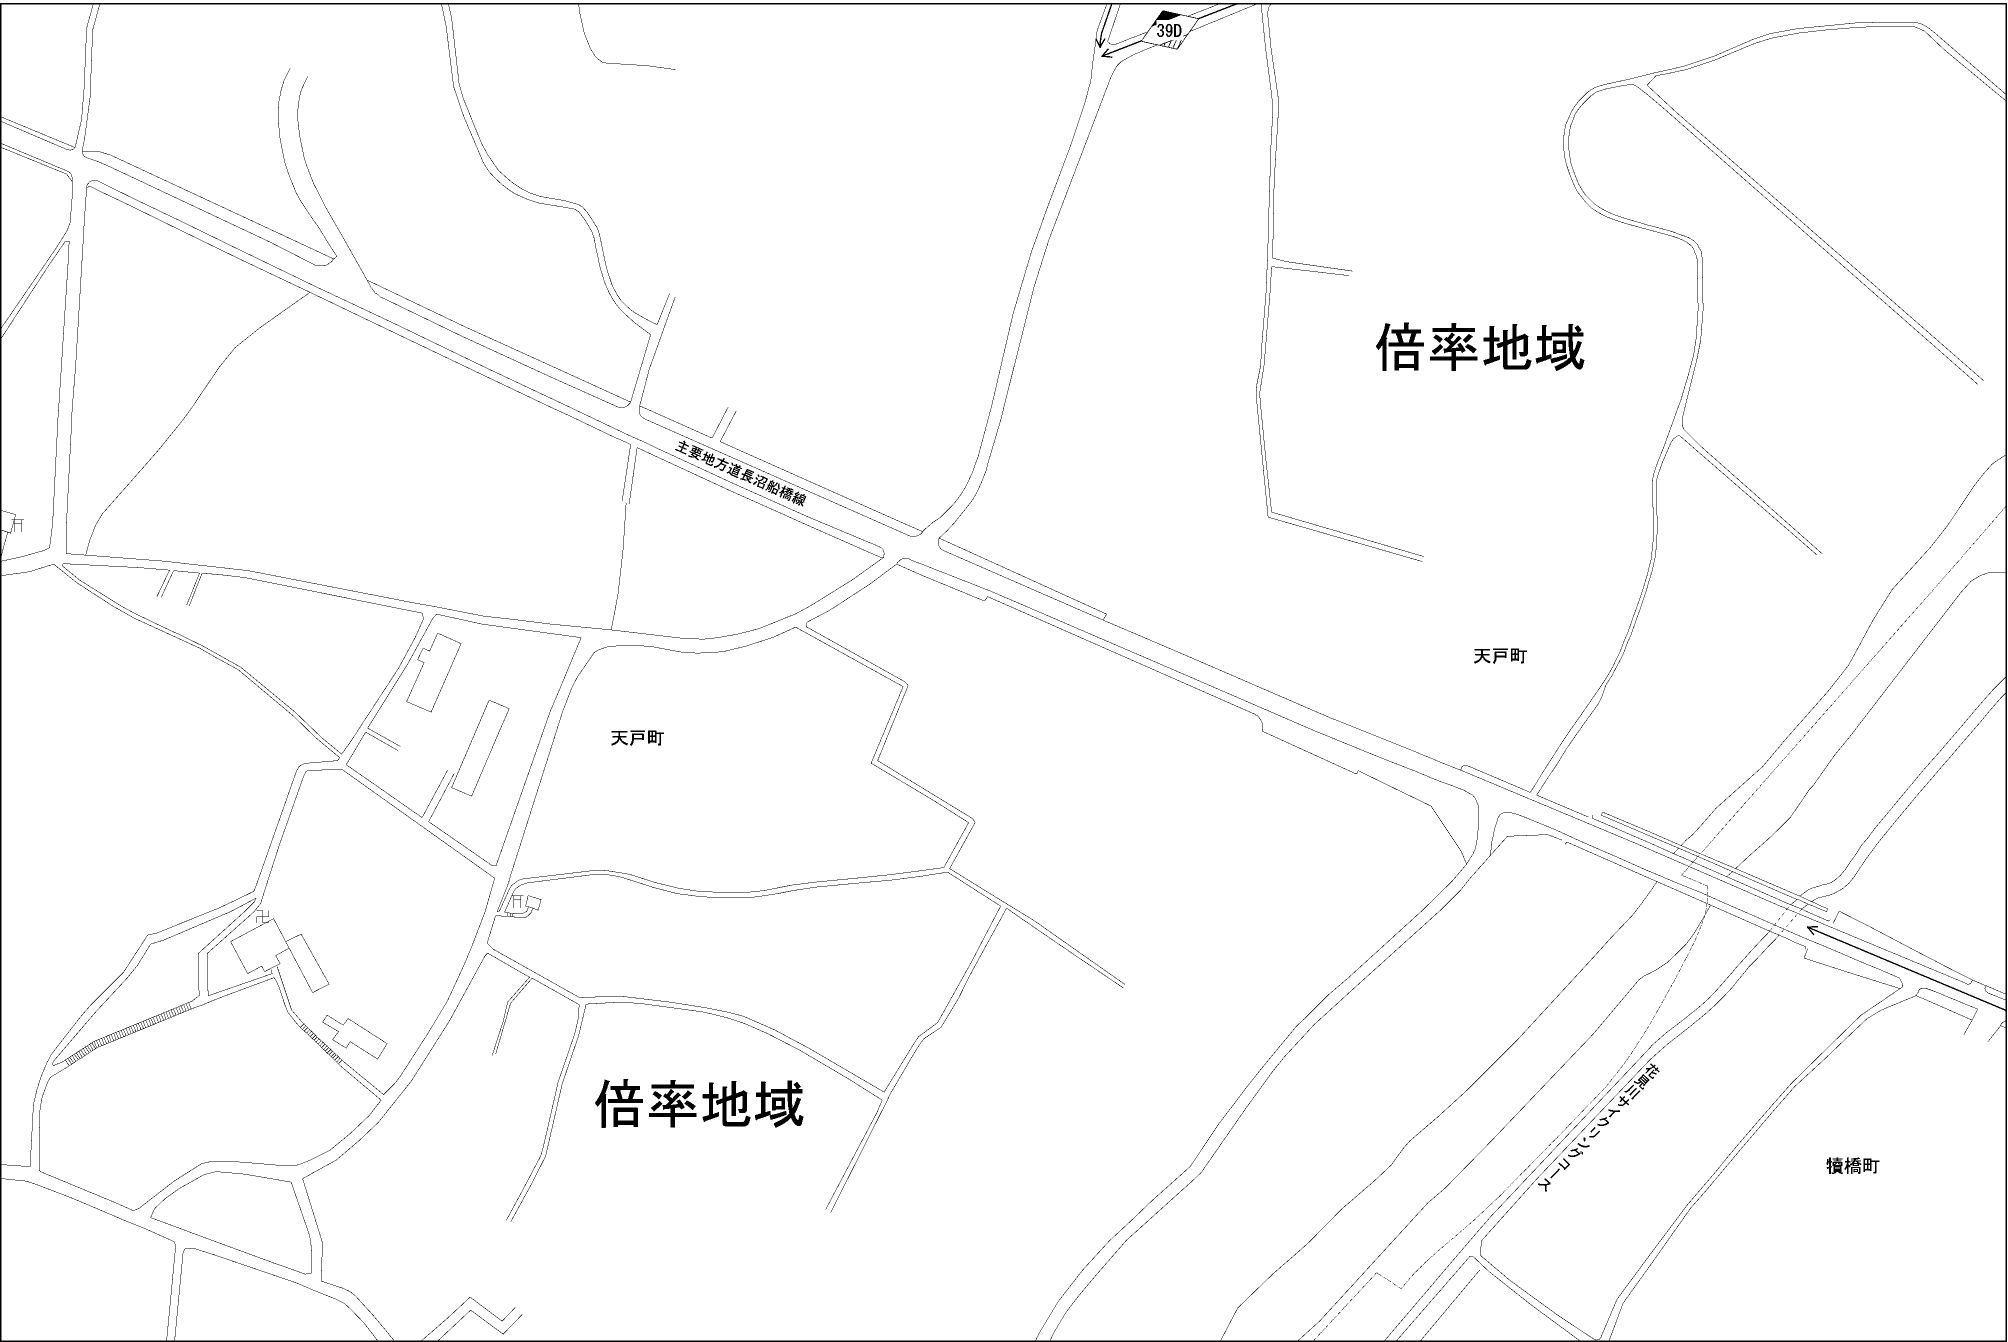 39D
倍率地域
主要地方道長沼船橋線
天戸町
天戸町
倍率地域
花見川サイクリングコース
犢橋町